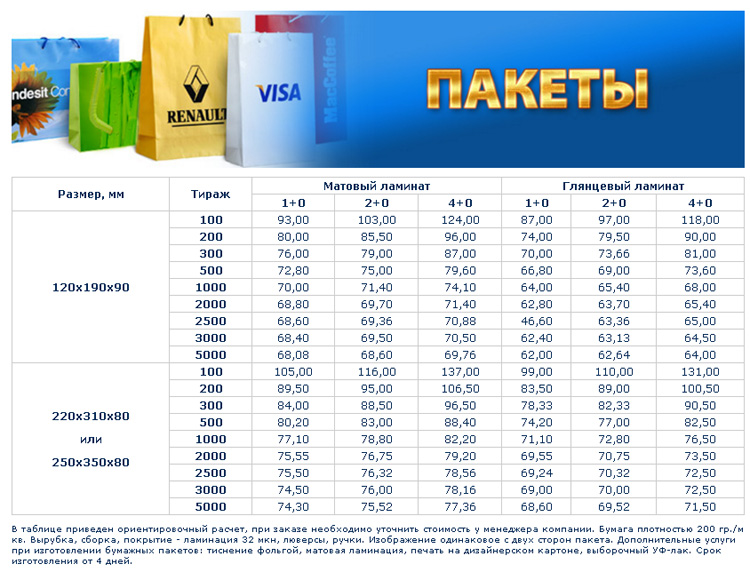 ndesit Con
RENAULT
VISA
MacCoffee
ПАКЕТЫ
Размер, мм Тираж Матовый ламинат Глянцевый ламинат
1+0 2+0 4+0 1+0 2+0 4+0
120x190x90
100 93,00 103,00 124,00 87,00 97,00 118,00
200 80,00 85,50 96,00 74,00 79,50 90,00
300 76,00 79,00 87,00 70,00 73,66 81,00
500 72,80 75,00 79,60 66,80 69,00 73,60
1000 70,00 71,40 74,10 64,00 65,40 68,00
2000 68,80 69,70 71,40 62,80 63,70 65,40
2500 68,60 69,36 70,88 46,60 63,36 65,00
3000 68,40 69,50 70,50 62,40 63,13 64,50
5000 68,08 68,60 69,76 62,00 62,64 64,00
220x310x80
или
250x350x80
100 105,00 116,00 137,00 99,00 110,00 131,00
200 89,50 95,00 106,50 83,50 89,00 100,50
300 84,00 88,50 96,50 78,33 82,33 90,50
500 80,20 83,00 88,40 74,20 77,00 82,50
1000 77,10 78,80 82,20 71,10 72,80 76,50
2000 75,55 76,75 79,20 69,55 70,75 73,50
2500 75,50 76,32 78,56 69,24 70,32 72,50
3000 74,50 76,00 78,16 69,00 70,00 72,50
5000 74,30 75,52 77,36 68,60 69,52 71,50
В таблице приведен ориентировочный расчет, при заказе необходимо уточнить стоимость у менеджера компании. Бумага плотностью 200 гр./м
кв. Вырубка, сборка, покрытие - ламинация 32 мкн, люверсы, ручки. Изображение одинаковое с двух сторон пакета. Дополнительные услуги
при изготовлении бумажных пакетов: тиснение фольгой, матовая ламинация, печать на дизайнерском картоне, выборочный УФ-лак. Срок
изготовления от 4 дней.